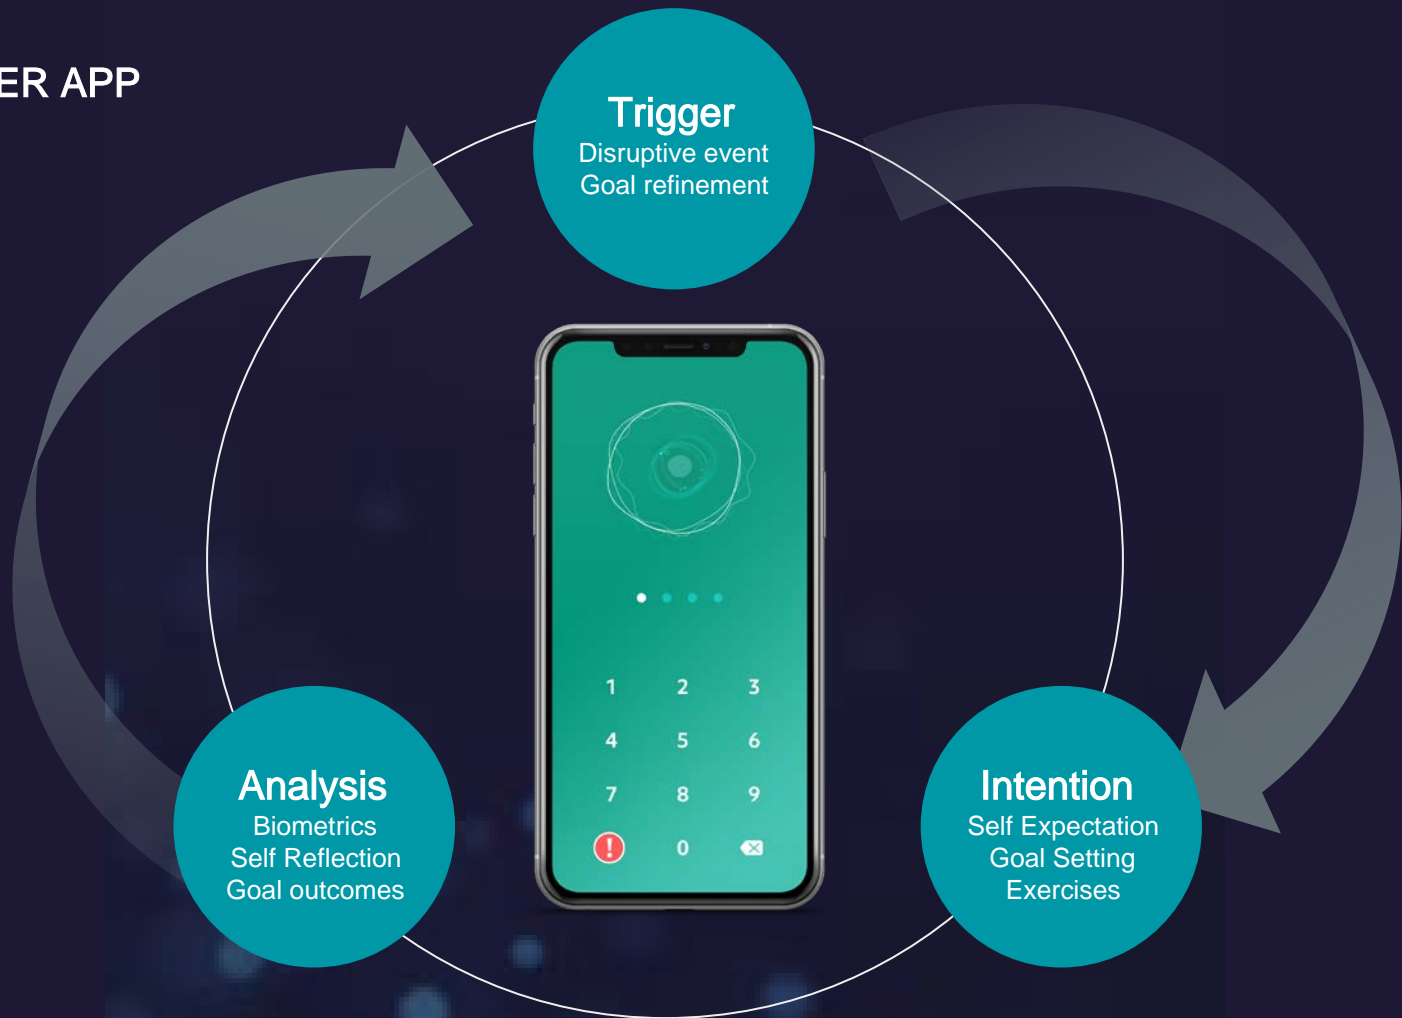 ER APP
Trigger
Disruptive event
Goal refinement
1 2 3
4 5 6
7 8 9
! 0
Analysis
Biometrics
Self Reflection
Goal outcomes
Intention
Self Expectation
Goal Setting
Exercises